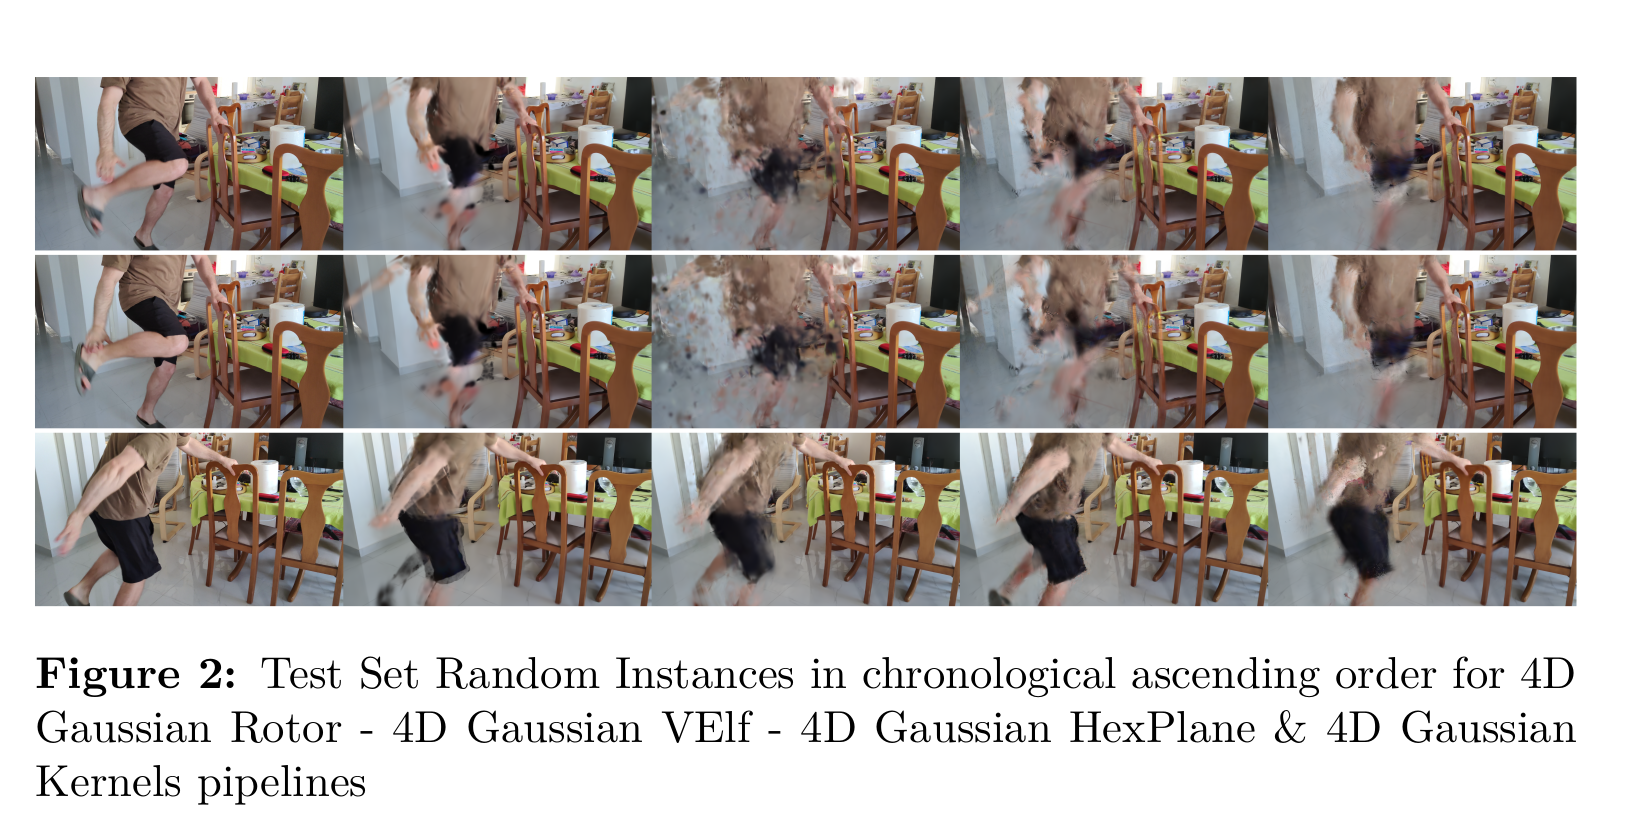 Figure 2: Test Set Random Instances in chronological ascending order for 4D
Gaussian Rotor - 4D Gaussian VElf - 4D Gaussian HexPlane & 4D Gaussian
Kernels pipelines